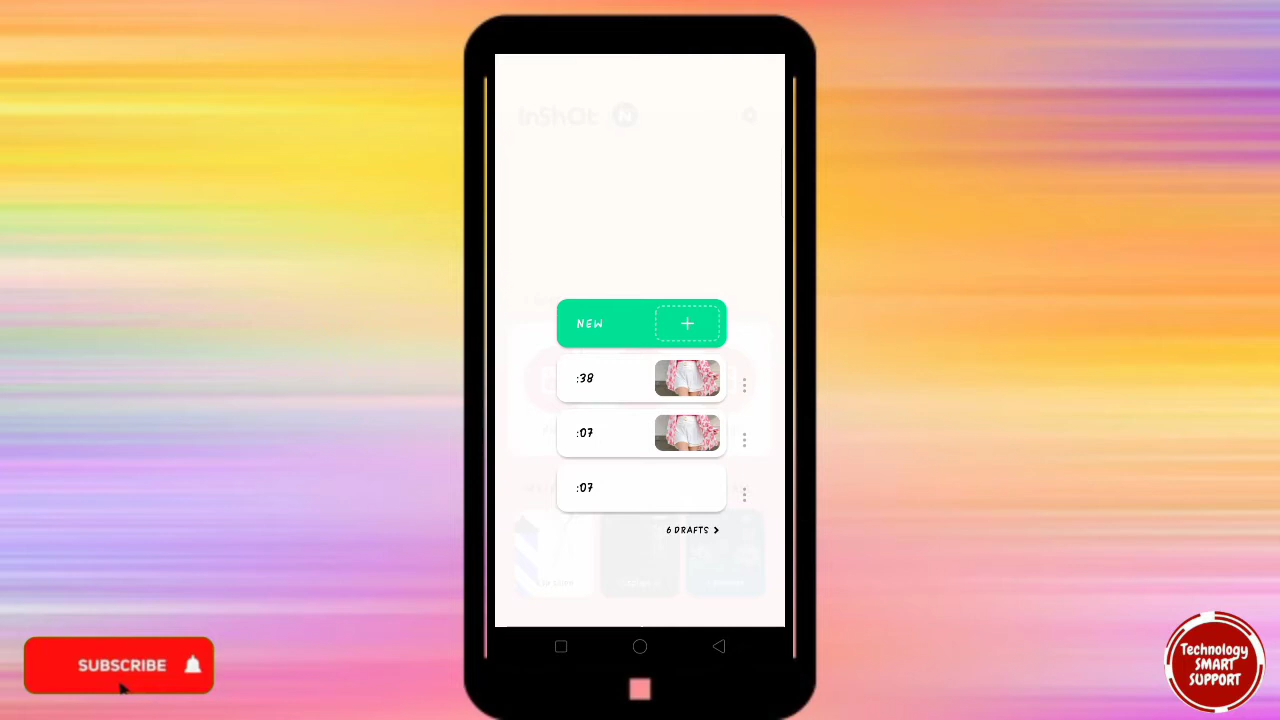 InShOt
NEW
:38
:07
:07
6 DRAFTS
SUBSCRIBE
Technology
SMART
SUPPORT